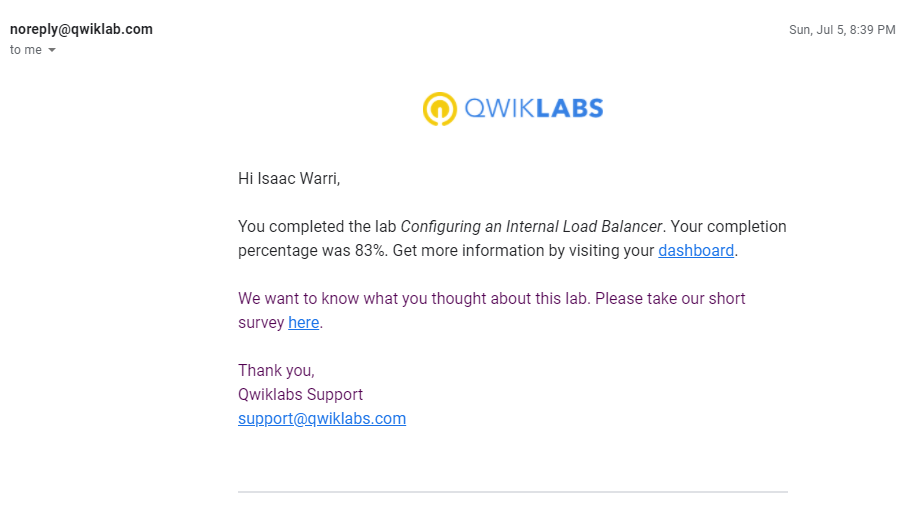 noreply@qwiklab.com
Sun, Jul 5, 8:39 PM
to me
QWIKLABS
Hi Isaac Warri,
You completed the lab Configuring an Internal Load Balancer. Your completion
percentage was 83%. Get more information by visiting your dashboard.
We want to know what you thought about this lab. Please take our short
survey here.
Thank you,
Qwiklabs Support
support@qwiklabs.com